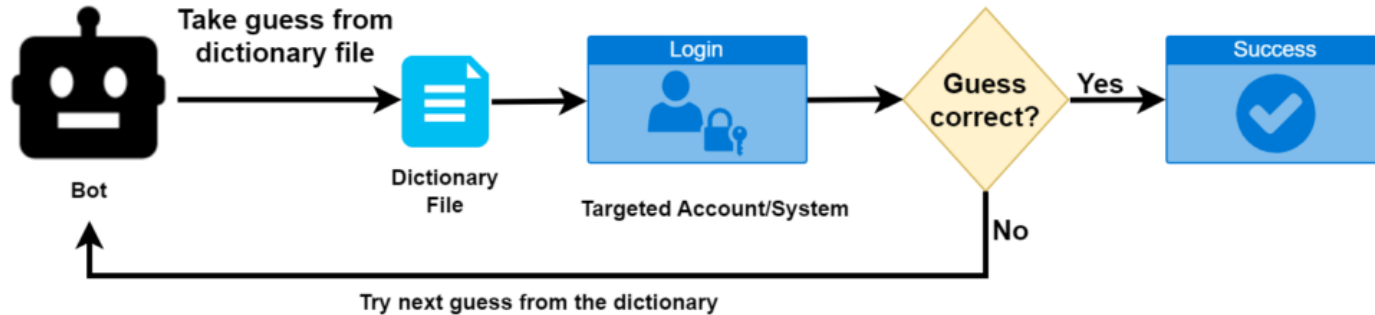 Take guess from
dictionary file
Login
Success
Guess
correct?
Yes
Bot
Dictionary
File
Targeted Account/System
No
Try next guess from the dictionary